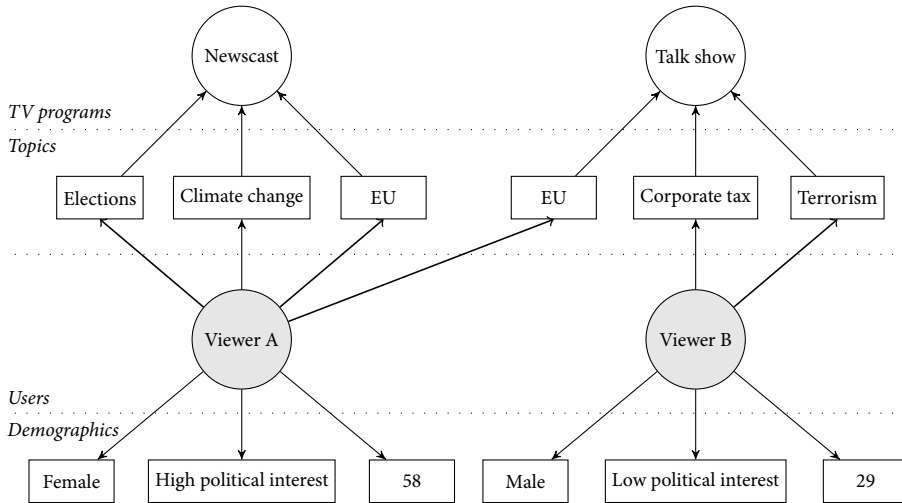 Newscast
Talk show
TV programs
Topics
Elections
Climate change
EU
EU
Corporate tax
Terrorism
Viewer A
Viewer B
Users
Demographics
Female
High political interest
58
Male
Low political interest
29